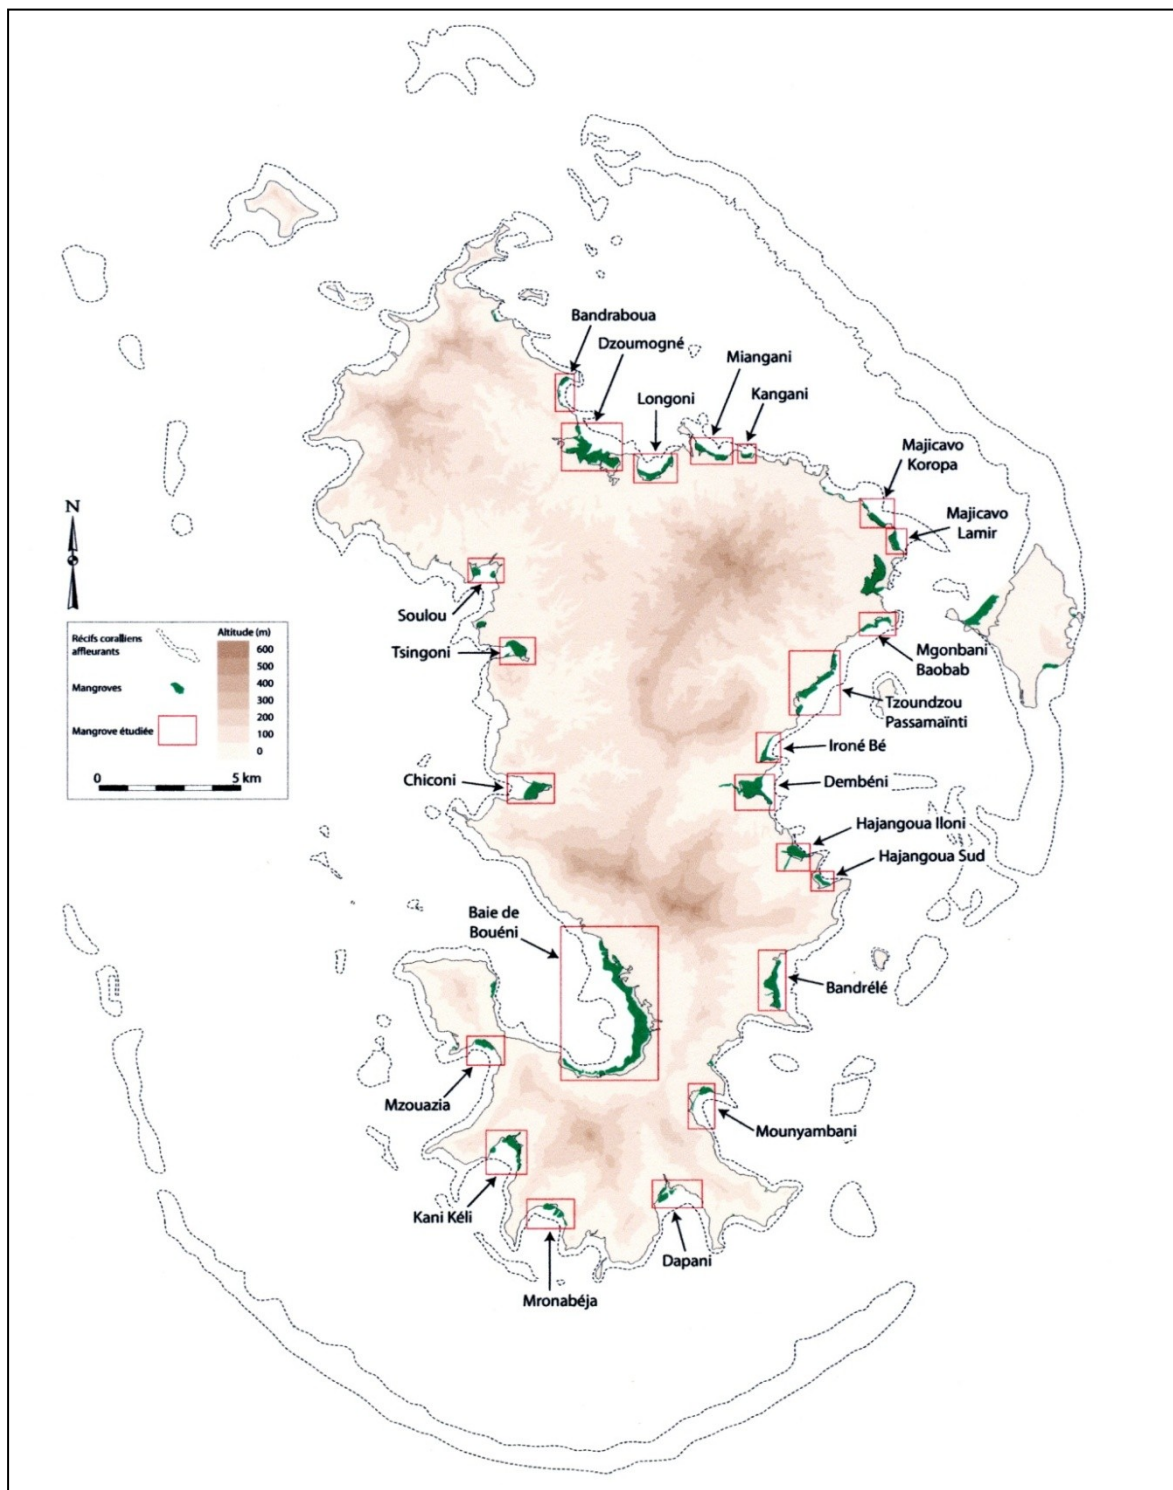 Bandraboua
Dzoumogné
Miangani
Longoni
Kangani
Majicavo
Koropa
Majicavo
Lamir
N
Soulou
Tsingoni
Mgonbani
Baobab
Tzoundzou
Passamaïnti
Ironé Bé
Chiconi
Dembéni
Hajangoua Iloni
Hajangoua Sud
Baie de
Bouéni
Bandrélé
Mzouazia
Mounyambani
Kani Kéli
Dapani
Mronabéja
Récifs coralliens
affleurants
Mangroves
Mangrove étudiée
Altitude (m)
600
500
400
300
200
100
0
0 5 km